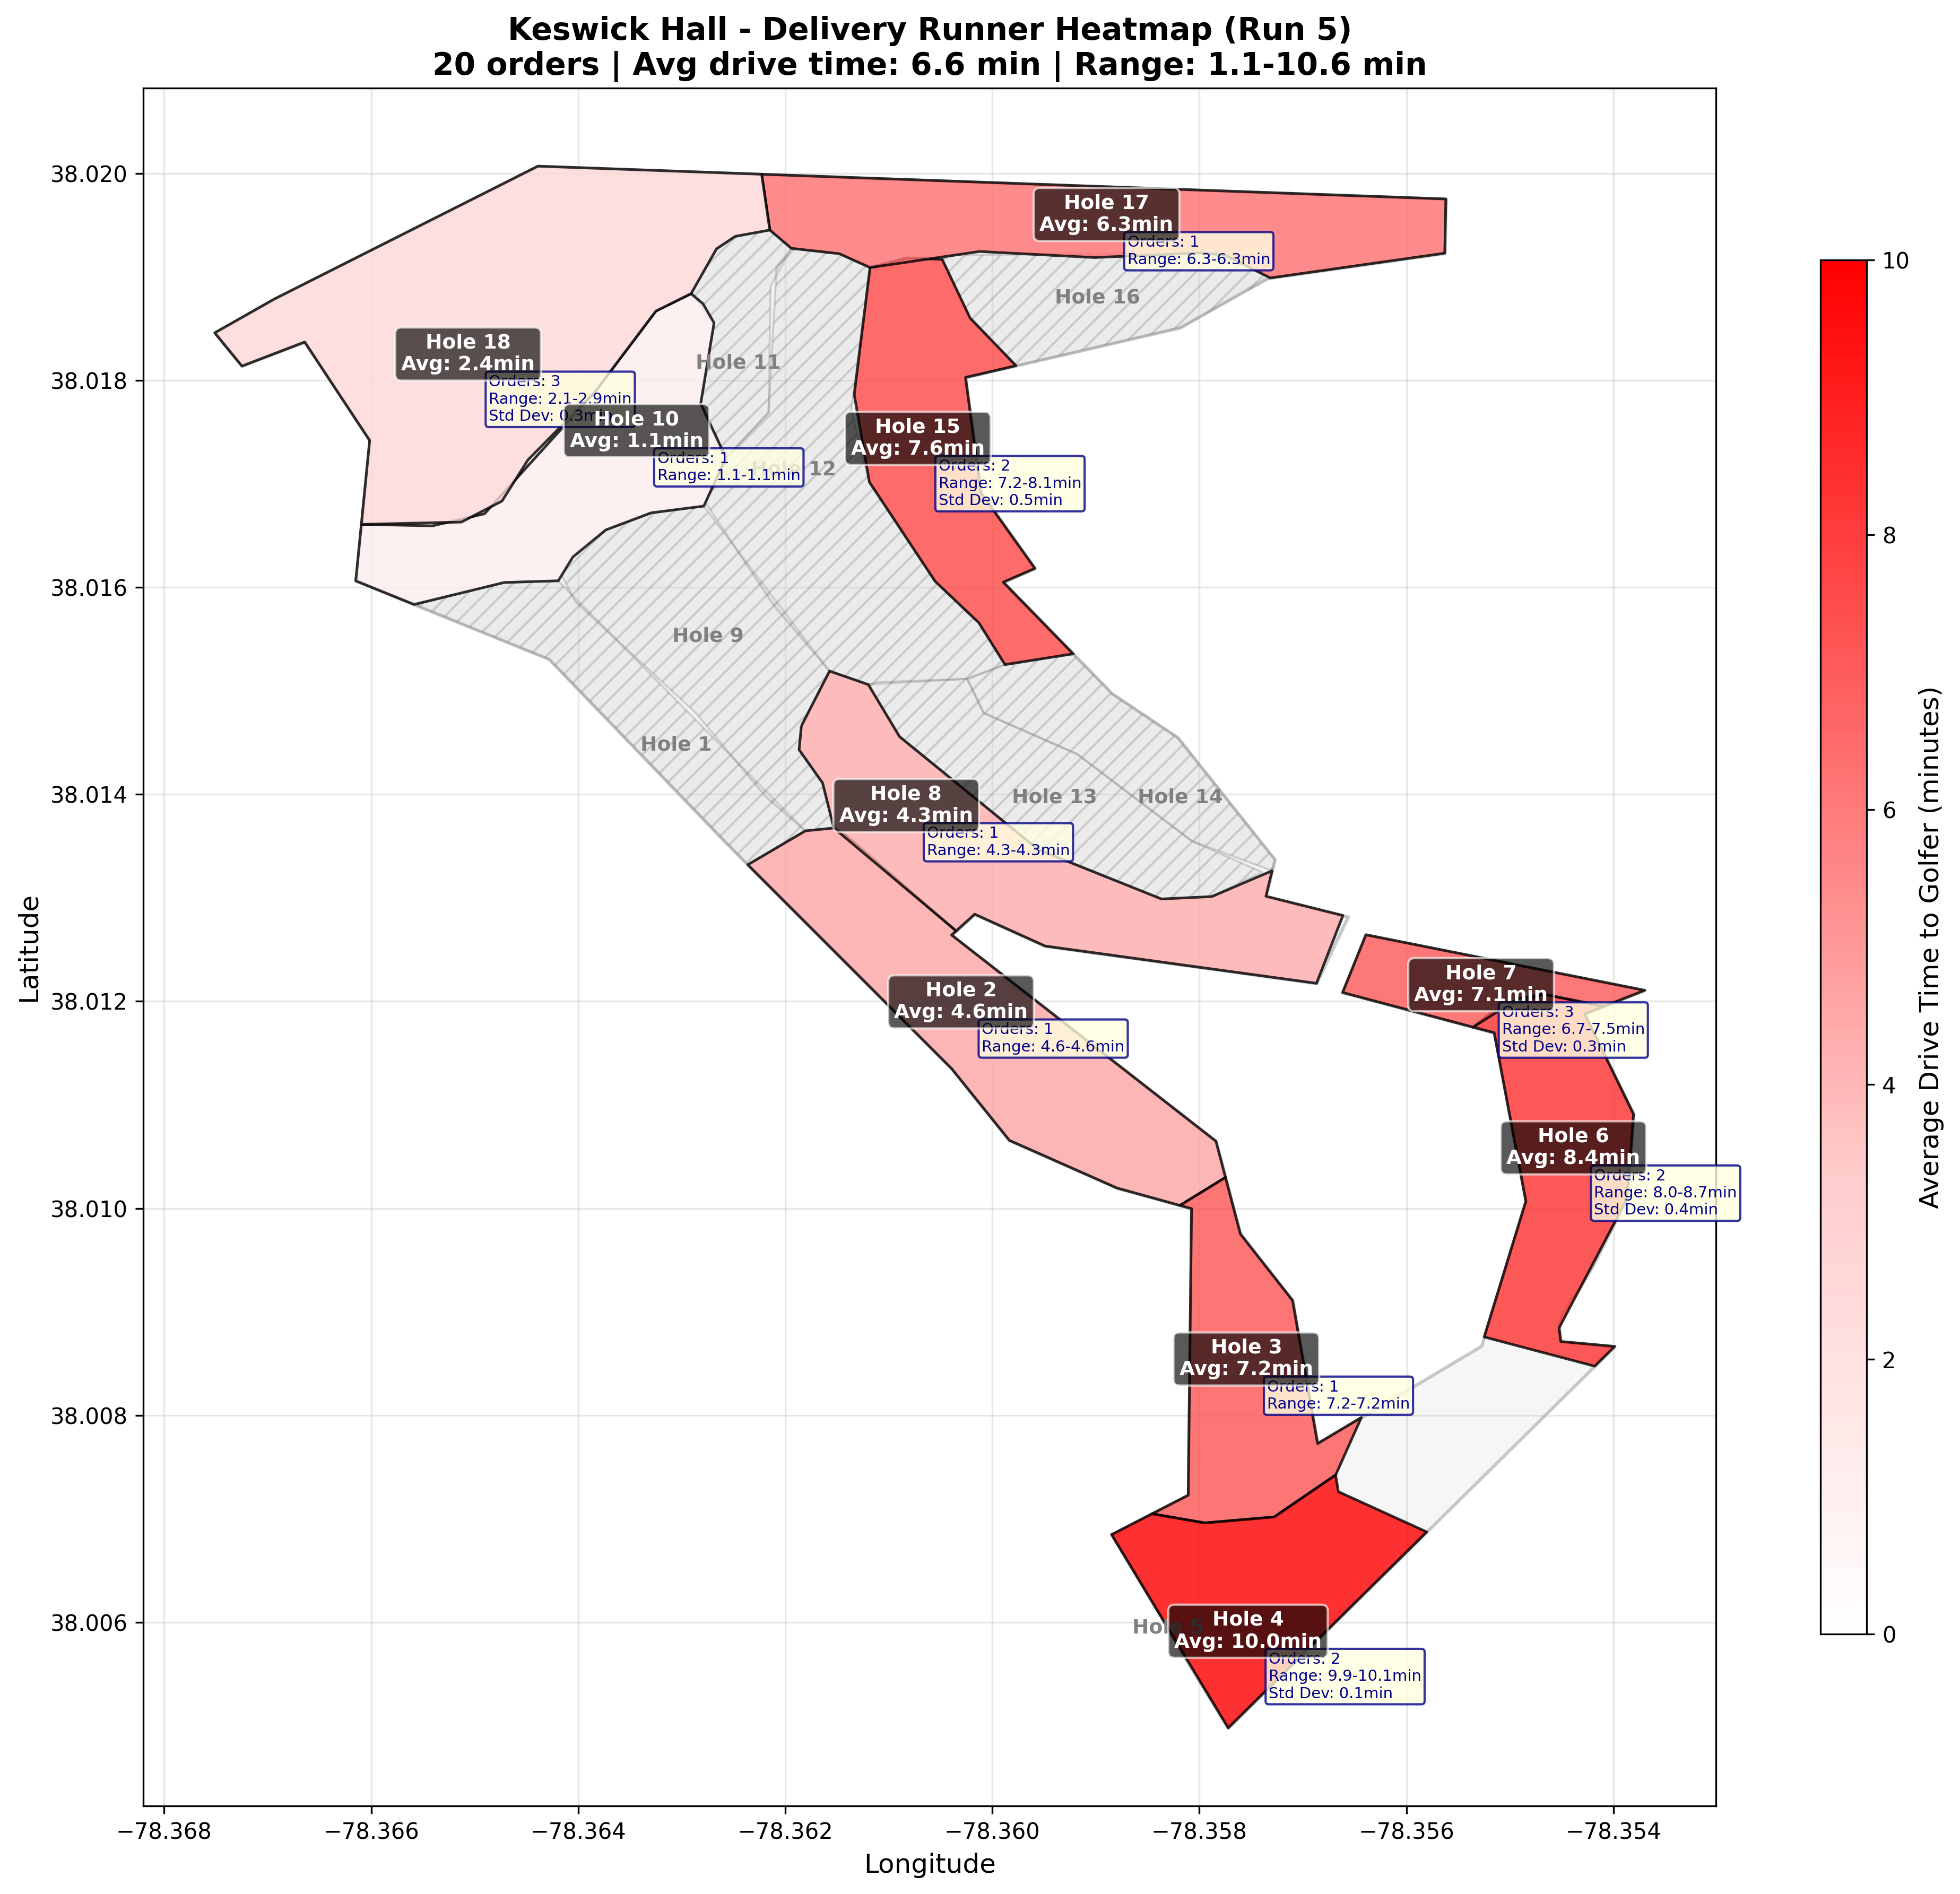 Keswick Hall - Delivery Runner Heatmap (Run 5)
20 orders | Avg drive time: 6.6 min | Range: 1.1-10.6 min
Latitude
38.020
38.018
38.016
38.014
38.012
38.010
38.008
38.006
Hole 17
Avg: 6.3min
Orders: 1
Range: 6.3-6.3min
Hole 16
Hole 18
Avg: 2.4min
Orders: 3
Range: 2.1-2.9min
Std Dev: 0.3min
Hole 11
Hole 10
Avg: 1.1min
Orders: 1
Range: 1.1-1.1min
Hole 12
Hole 15
Avg: 7.6min
Orders: 2
Range: 7.2-8.1min
Std Dev: 0.5min
Hole 9
Hole 1
Hole 8
Avg: 4.3min
Orders: 1
Range: 4.3-4.3min
Hole 13
Hole 14
Hole 2
Avg: 4.6min
Orders: 1
Range: 4.6-4.6min
Hole 7
Avg: 7.1min
Orders: 3
Range: 6.7-7.5min
Std Dev: 0.3min
Hole 6
Avg: 8.4min
Orders: 2
Range: 8.0-8.7min
Std Dev: 0.4min
Hole 3
Avg: 7.2min
Orders: 1
Range: 7.2-7.2min
Hole 5
Hole 4
Avg: 10.0min
Orders: 2
Range: 9.9-10.1min
Std Dev: 0.1min
−78.368
−78.366
−78.364
−78.362
−78.360
−78.358
−78.356
−78.354
Longitude
10
8
6
4
2
0
Average Drive Time to Golfer (minutes)